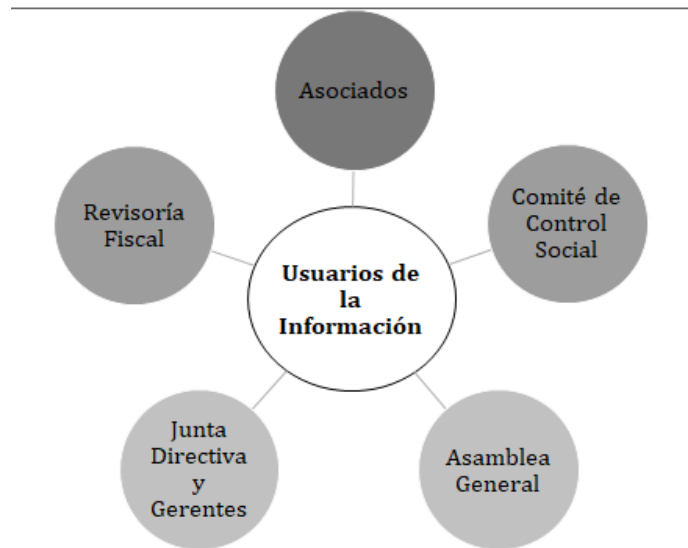 Asociados
Comité de
Control
Social
Asamblea
General
Junta
Directiva
y
Gerentes
Revisoría
Fiscal
Usuarios de
la
Información